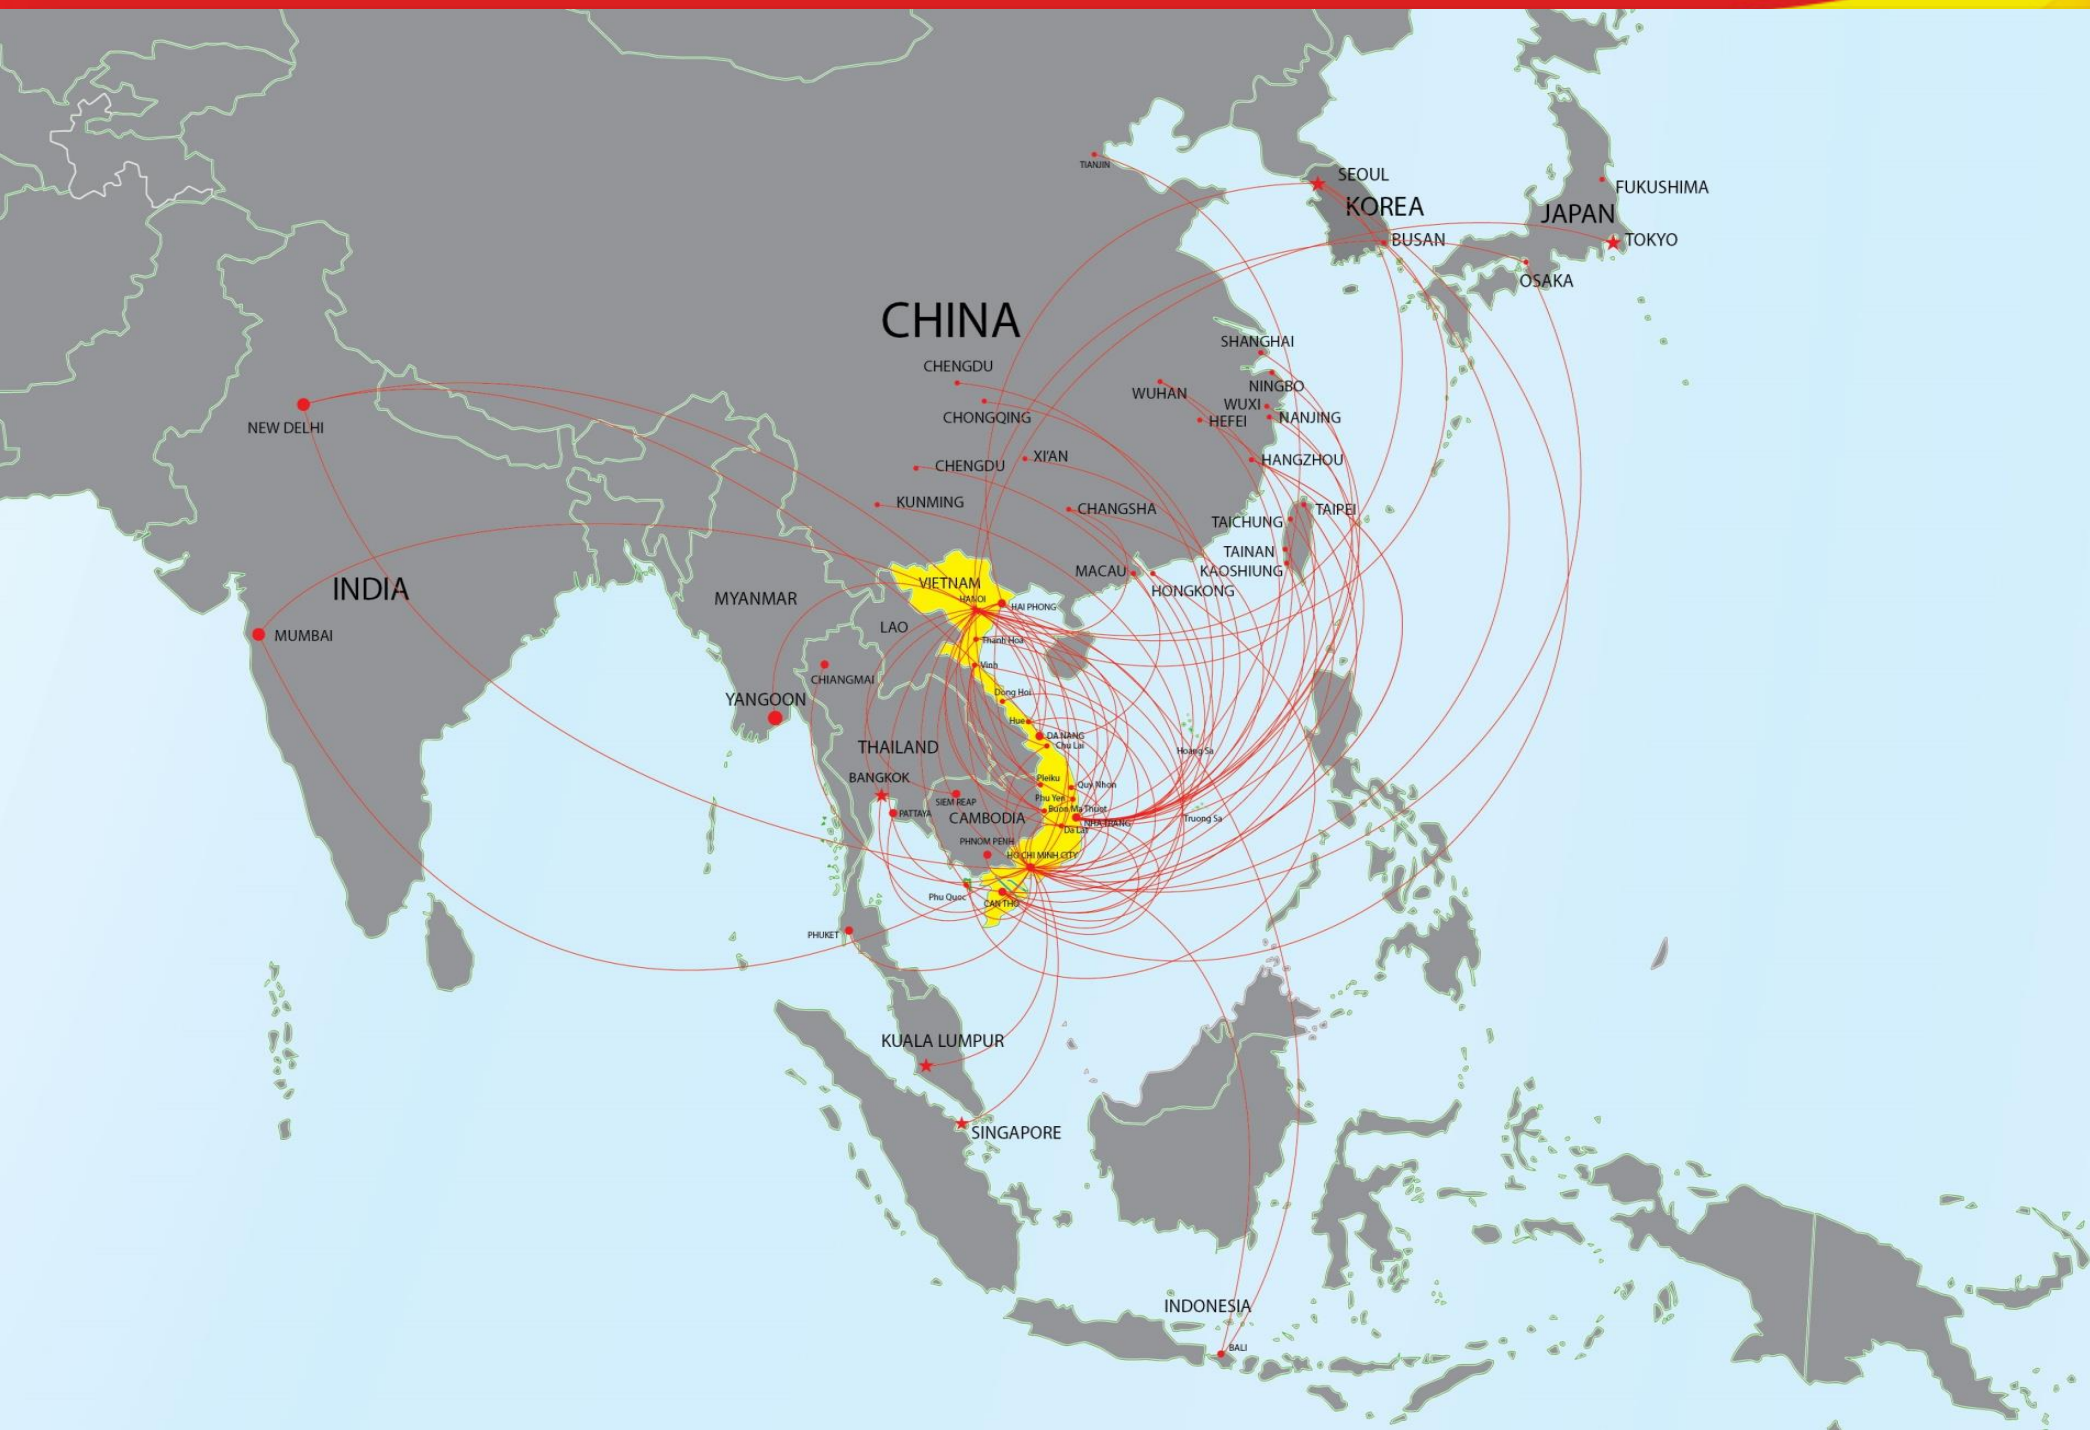 TIANJIN
SEOUL
KOREA
FUKUSHIMA
JAPAN
BUSAN
TOKYO
OSAKA
CHINA
SHANGHAI
CHENGDU
NINGBO
WUHAN
WUXI
CHONGQING
HEFEI
NANJING
NEW DELHI
XI'AN
HANGZHOU
CHENGDU
KUNMING
CHANGSHA
TAIPEI
TAICHUNG
TAINAN
MACAU
KAOSHIUNG
VIETNAM
INDIA
HONGKONG
MYANMAR
HANOI
HAI PHONG
LAO
MUMBAI
Thanh Hoa
Vinh
CHIANGMAI
Dong Hoi
YANGOON
Hue
DA NANG
THAILAND
Chu Lai
Hoang Sa
BANGKOK
Pleiku
Quy Nhon
SIEM REAP
Phu Yen
Buon Ma Thuot
PATTAYA
CAMBODIA
Truong Sa
NHA TRANG
Da Lat
PHNOM PENH
HO CHI MINH CITY
Phu Quoc
CAN THO
PHUKET
KUALA LUMPUR
SINGAPORE
INDONESIA
BALI